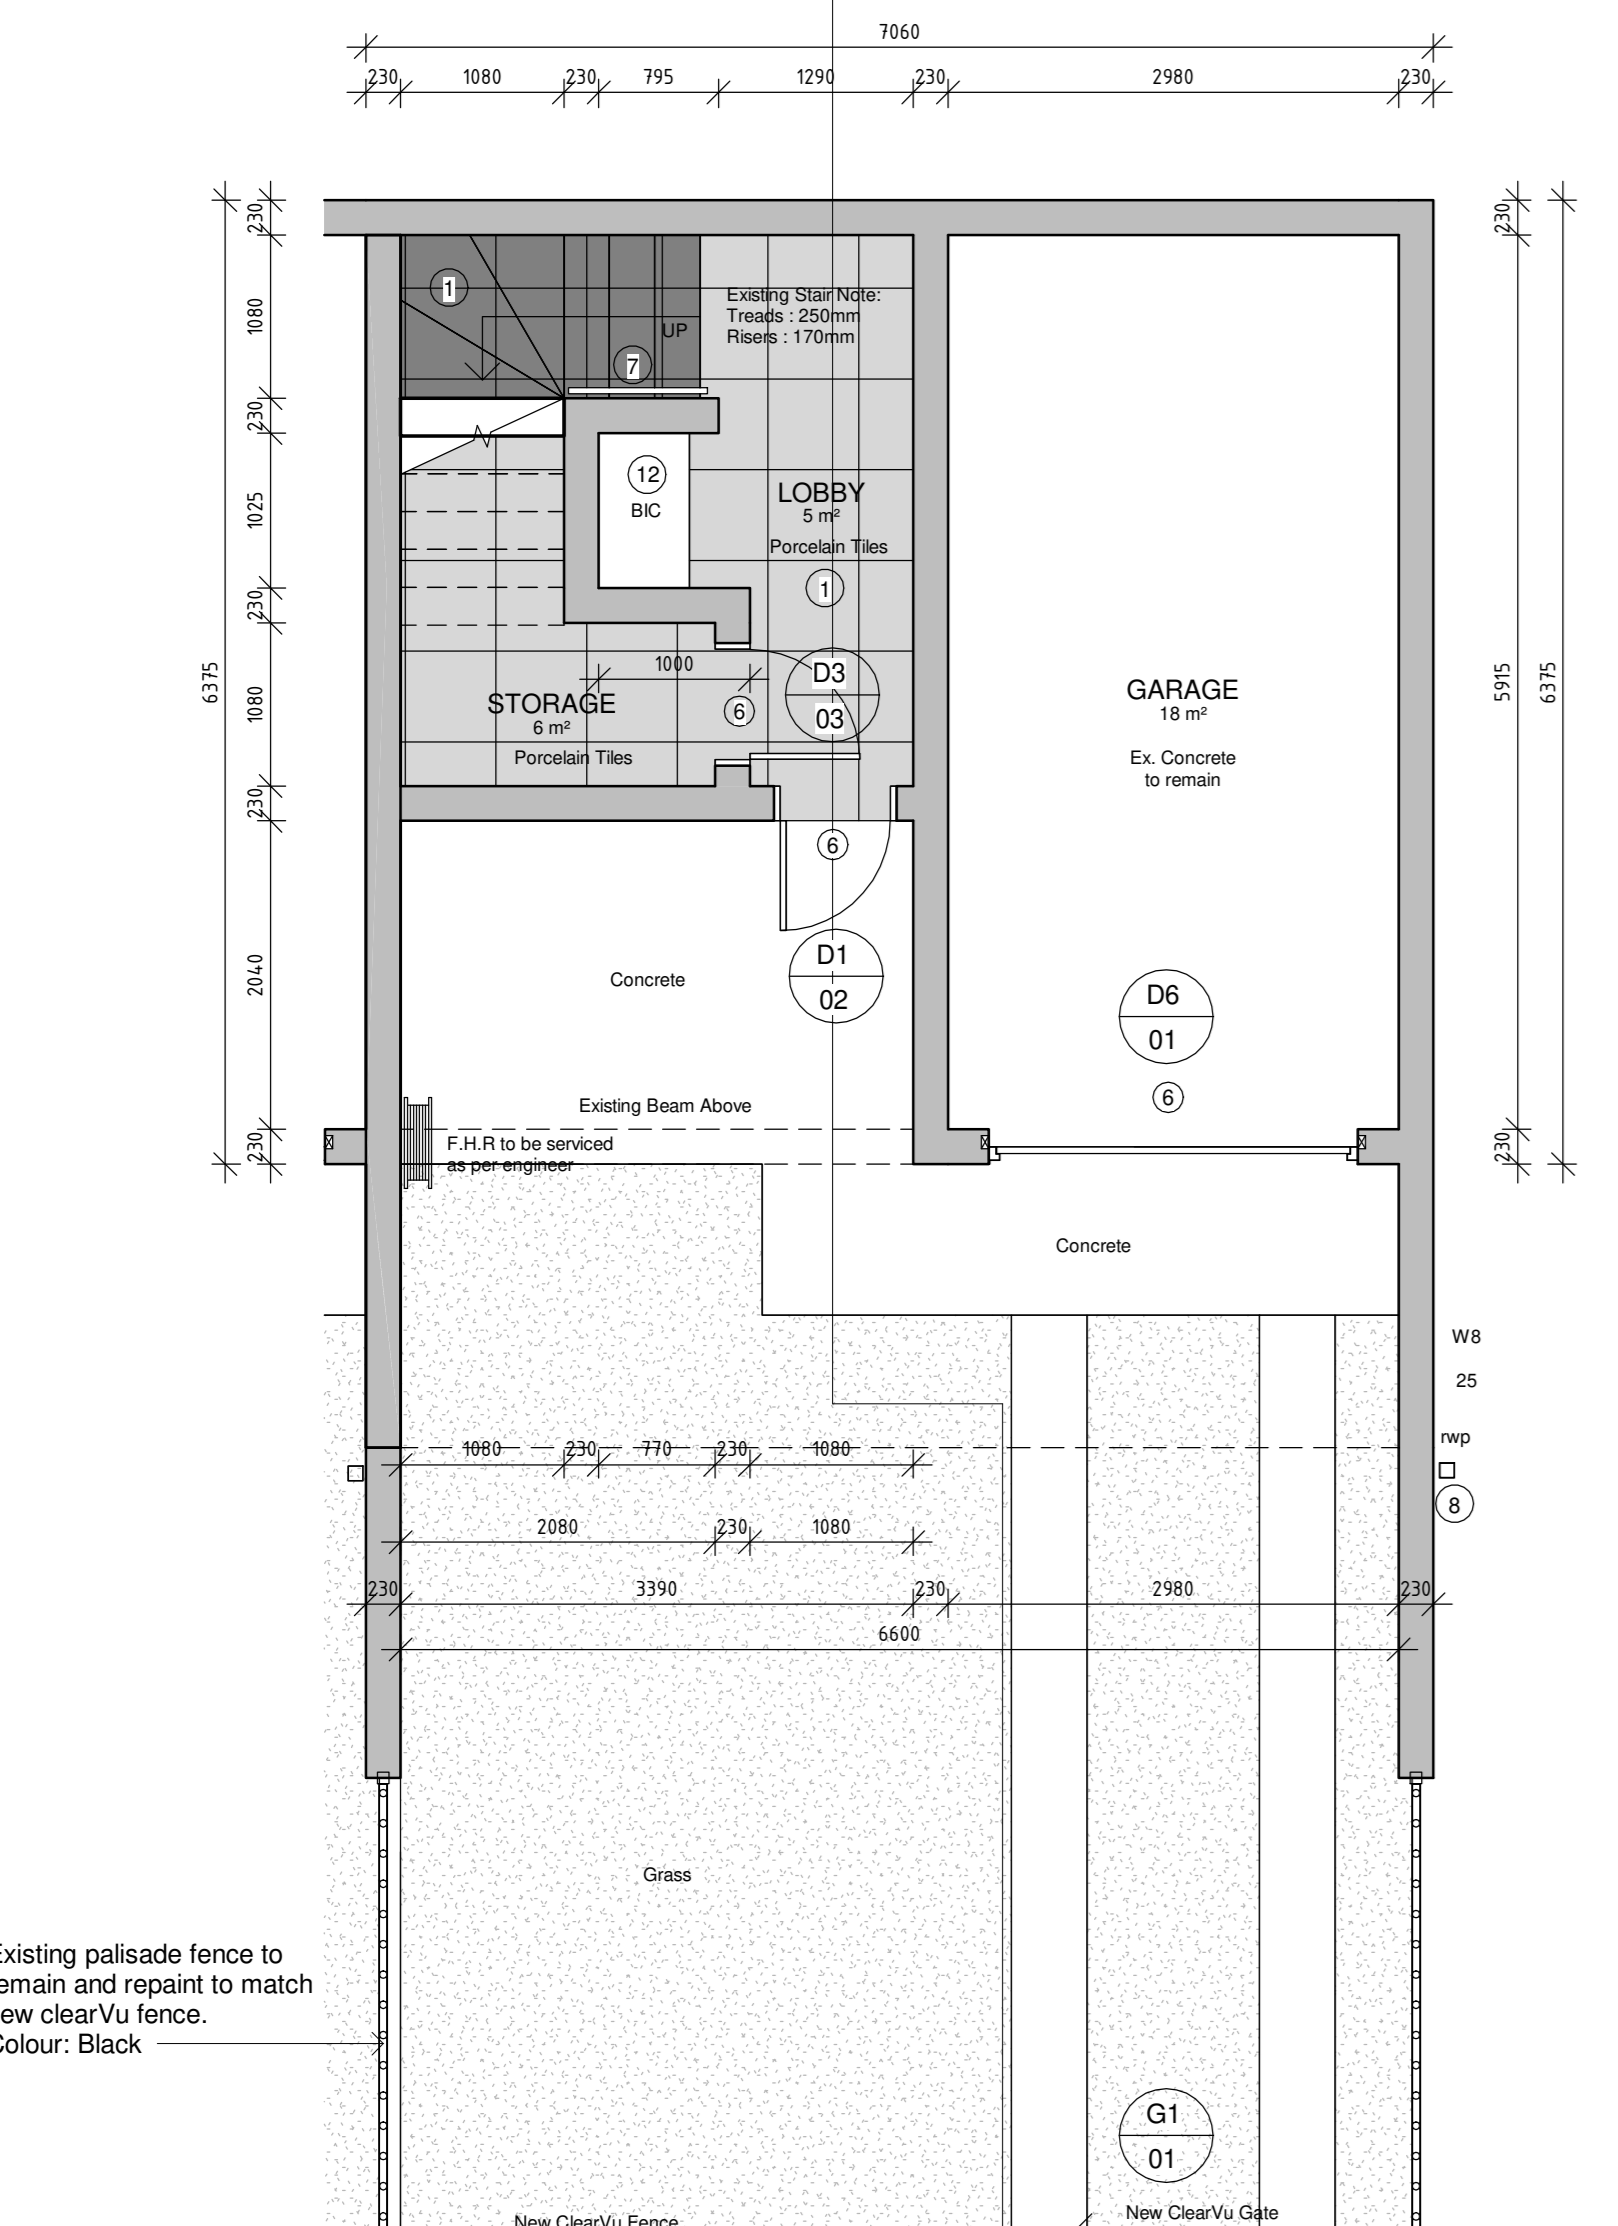 7060
230 1080 230 795 1290 230 2980 230
230
1080
230
1025
230
1080
230
2040
230
6375
230
5915
230
6375
1
UP
7
Existing Stair Note:
Treads : 250mm
Risers : 170mm
12
BIC
LOBBY
5 m²
Porcelain Tiles
1
1000
D3
03
STORAGE
6 m²
6
Porcelain Tiles
GARAGE
18 m²
Ex. Concrete
to remain
6
D1
02
Concrete
D6
01
6
Existing Beam Above
F.H.R to be serviced
as per engineer
Concrete
W8
25
rwp
8
1080 230 770 230 1080
2080 230 1080
230 3390 230 2980 230
6600
Grass
xisting palisade fence to
emain and repaint to match
ew clearVu fence.
olour: Black
G1
01
New ClearVu Gate
New ClearVu Fence